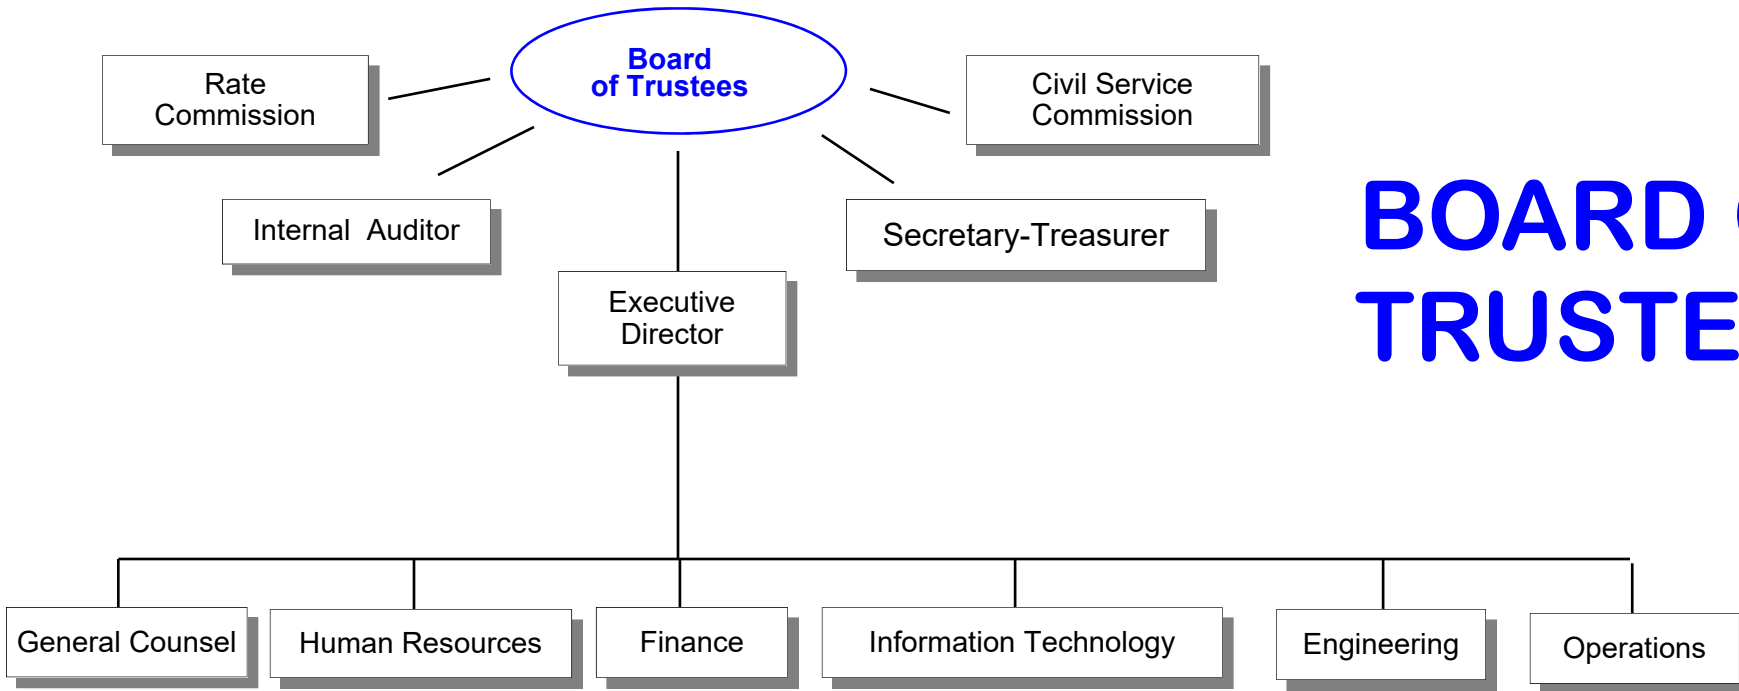 Board
of Trustees
Rate
Commission
Civil Service
Commission
Internal  Auditor
Secretary-Treasurer
Executive
Director
BOARD
TRUSTE
General Counsel
Human Resources
Finance
Information Technology
Engineering
Operations